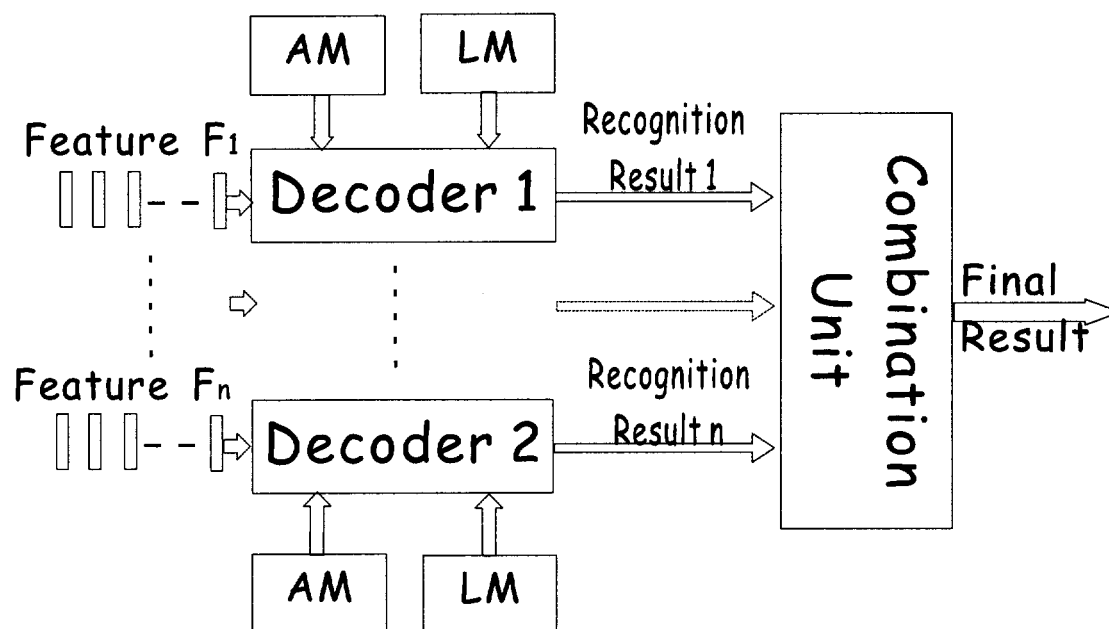 AM
LM
Feature F1
Decoder 1
Recognition
Result 1
Combination
Unit
Final
Result
Feature Fn
Decoder 2
Recognition
Result n
AM
LM